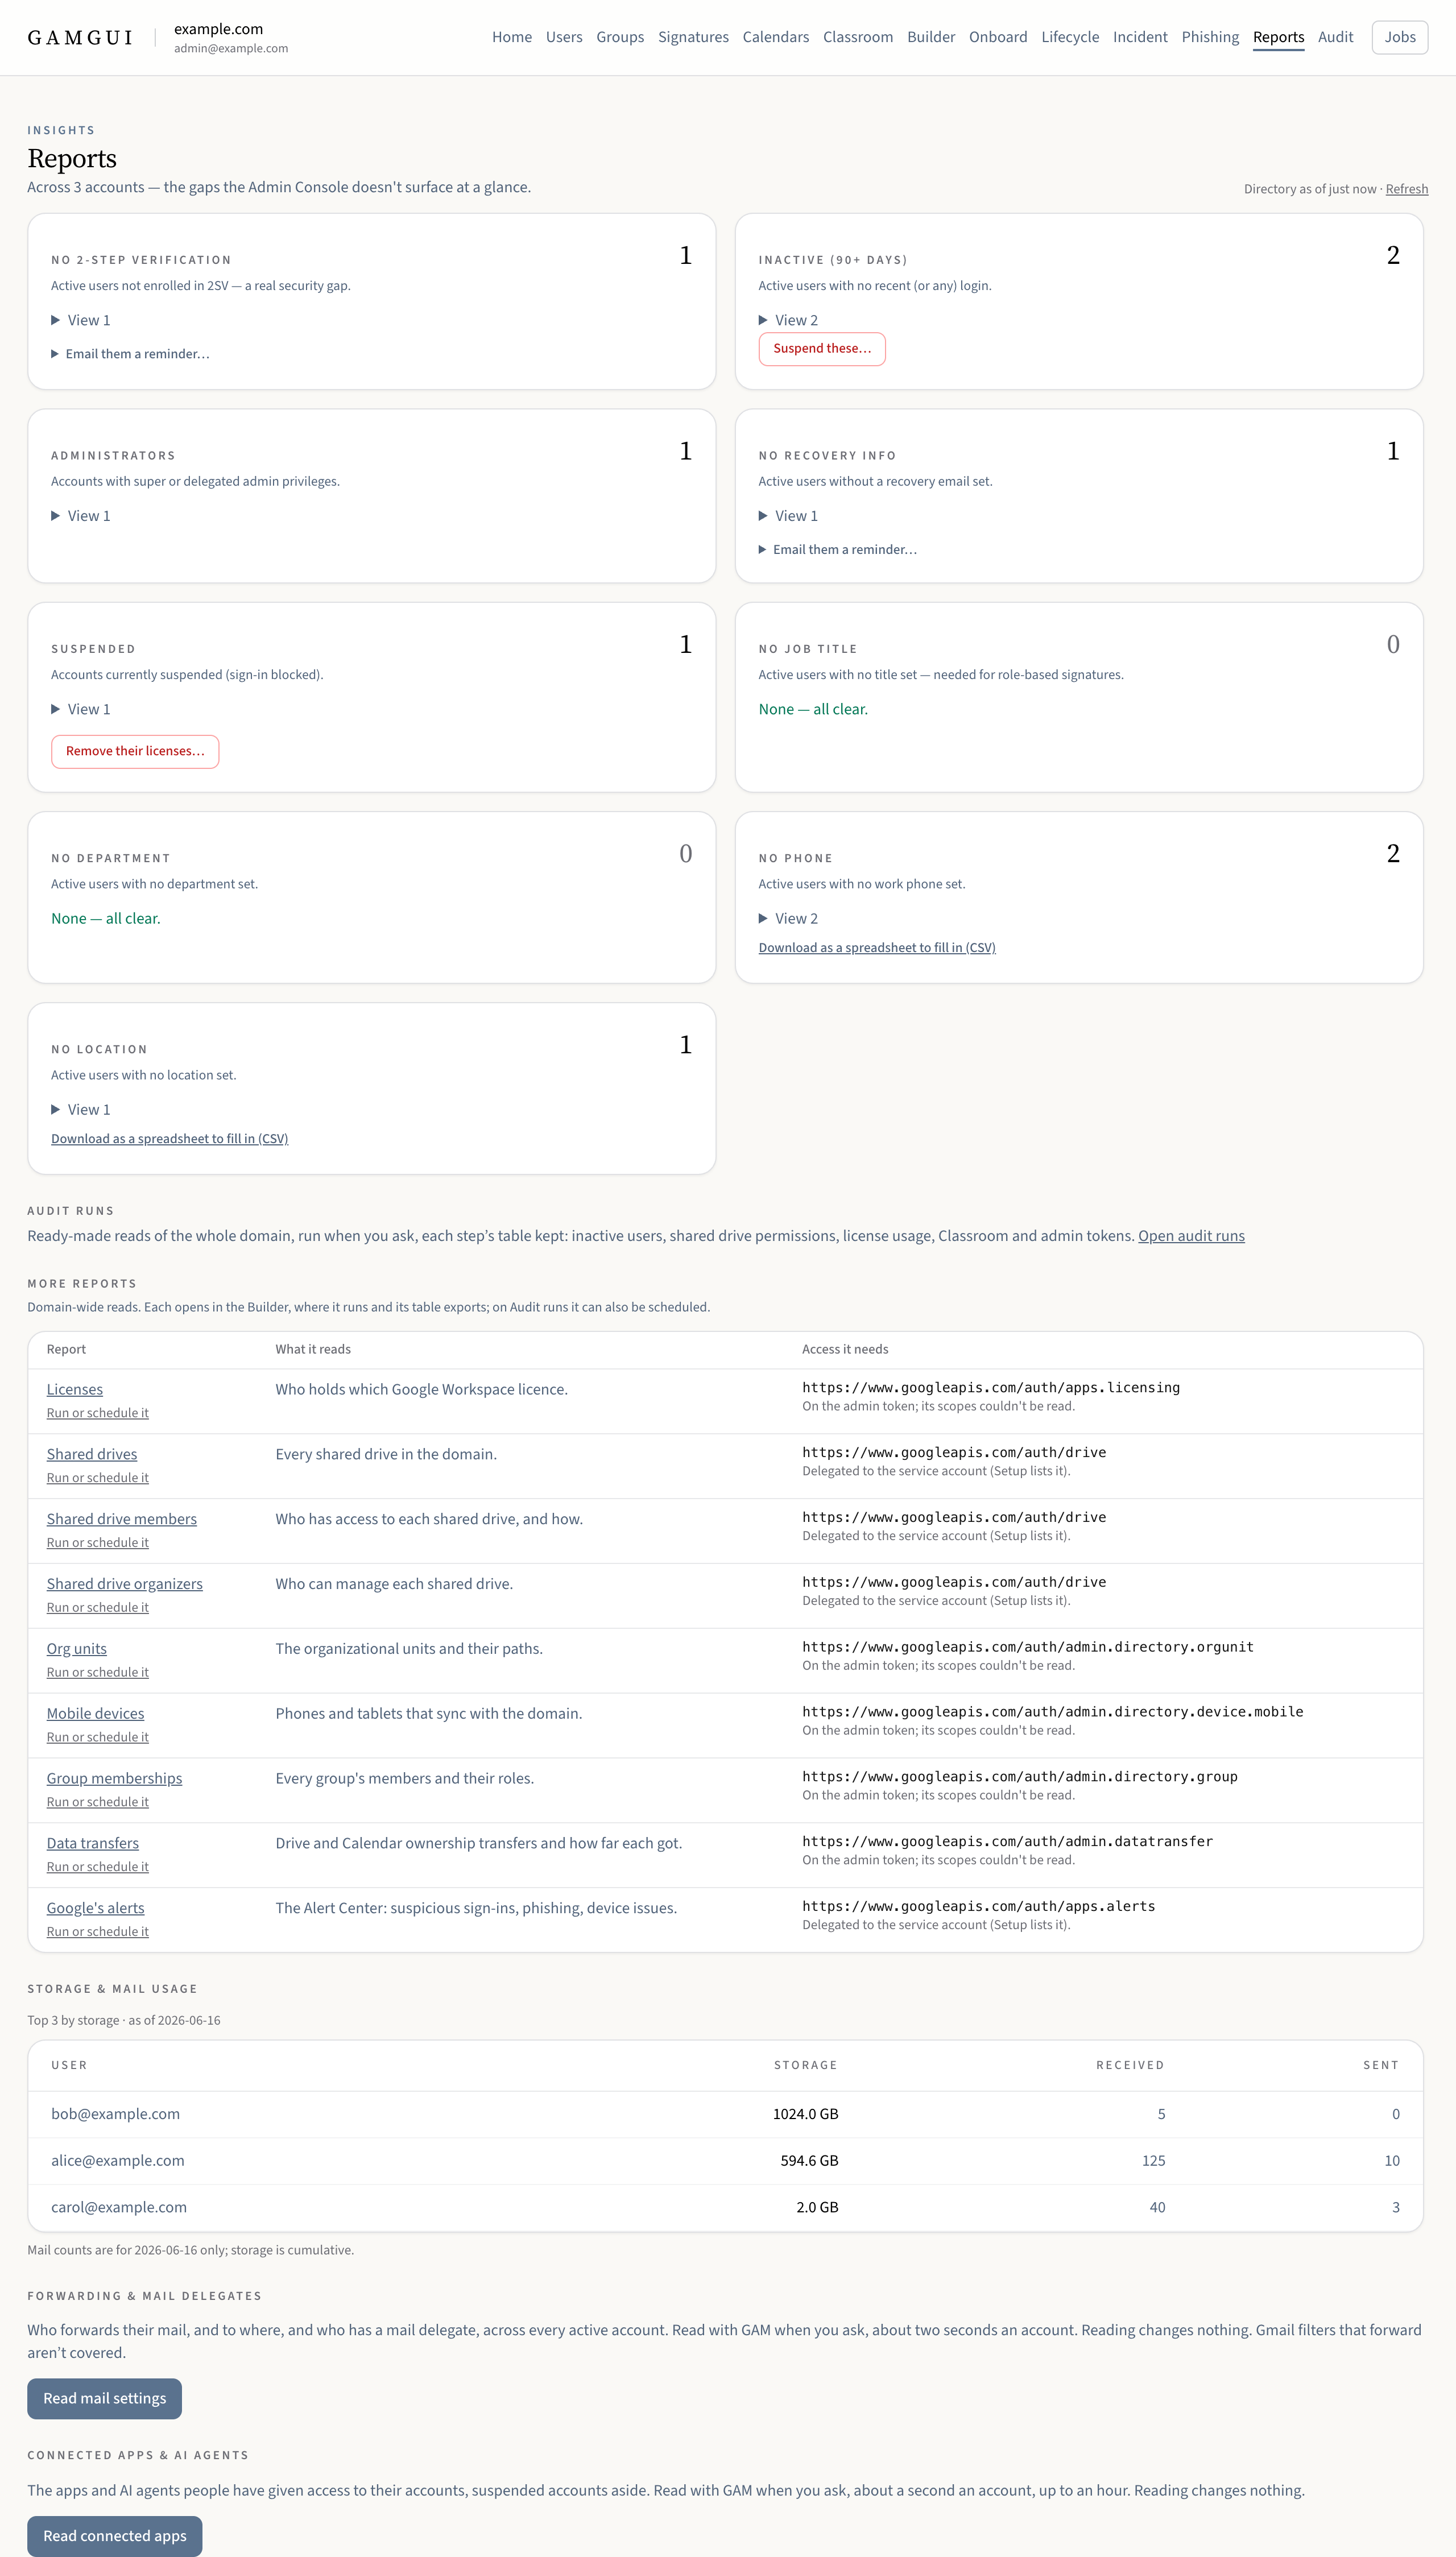 GAMGUI
example.com
admin@example.com
Home Users Groups Signatures Calendars Classroom Builder Onboard Lifecycle Incident Phishing Reports Audit Jobs
INSIGHTS
Reports
Across 3 accounts — the gaps the Admin Console doesn't surface at a glance.
Directory as of just now · Refresh
NO 2-STEP VERIFICATION
1
Active users not enrolled in 2SV — a real security gap.
View 1
Email them a reminder…
INACTIVE (90+ DAYS)
2
Active users with no recent (or any) login.
View 2
Suspend these…
ADMINISTRATORS
1
Accounts with super or delegated admin privileges.
View 1
NO RECOVERY INFO
1
Active users without a recovery email set.
View 1
Email them a reminder…
SUSPENDED
1
Accounts currently suspended (sign-in blocked).
View 1
Remove their licenses…
NO JOB TITLE
0
Active users with no title set — needed for role-based signatures.
None — all clear.
NO DEPARTMENT
0
Active users with no department set.
None — all clear.
NO PHONE
2
Active users with no work phone set.
View 2
Download as a spreadsheet to fill in (CSV)
NO LOCATION
1
Active users with no location set.
View 1
Download as a spreadsheet to fill in (CSV)
AUDIT RUNS
Ready-made reads of the whole domain, run when you ask, each step’s table kept: inactive users, shared drive permissions, license usage, Classroom and admin tokens. Open audit runs
MORE REPORTS
Domain-wide reads. Each opens in the Builder, where it runs and its table exports; on Audit runs it can also be scheduled.
Report What it reads Access it needs
Licenses Who holds which Google Workspace licence. https://www.googleapis.com/auth/apps.licensing
Run or schedule it On the admin token; its scopes couldn't be read.
Shared drives Every shared drive in the domain. https://www.googleapis.com/auth/drive
Run or schedule it Delegated to the service account (Setup lists it).
Shared drive members Who has access to each shared drive, and how. https://www.googleapis.com/auth/drive
Run or schedule it Delegated to the service account (Setup lists it).
Shared drive organizers Who can manage each shared drive. https://www.googleapis.com/auth/drive
Run or schedule it Delegated to the service account (Setup lists it).
Org units The organizational units and their paths. https://www.googleapis.com/auth/admin.directory.orgunit
Run or schedule it On the admin token; its scopes couldn't be read.
Mobile devices Phones and tablets that sync with the domain. https://www.googleapis.com/auth/admin.directory.device.mobile
Run or schedule it On the admin token; its scopes couldn't be read.
Group memberships Every group's members and their roles. https://www.googleapis.com/auth/admin.directory.group
Run or schedule it On the admin token; its scopes couldn't be read.
Data transfers Drive and Calendar ownership transfers and how far each got. https://www.googleapis.com/auth/admin.datatransfer
Run or schedule it On the admin token; its scopes couldn't be read.
Google's alerts The Alert Center: suspicious sign-ins, phishing, device issues. https://www.googleapis.com/auth/apps.alerts
Run or schedule it Delegated to the service account (Setup lists it).
STORAGE & MAIL USAGE
Top 3 by storage · as of 2026-06-16
USER STORAGE RECEIVED SENT
bob@example.com 1024.0 GB 5 0
alice@example.com 594.6 GB 125 10
carol@example.com 2.0 GB 40 3
Mail counts are for 2026-06-16 only; storage is cumulative.
FORWARDING & MAIL DELEGATES
Who forwards their mail, and to where, and who has a mail delegate, across every active account. Read with GAM when you ask, about two seconds an account. Reading changes nothing. Gmail filters that forward
aren’t covered.
Read mail settings
CONNECTED APPS & AI AGENTS
The apps and AI agents people have given access to their accounts, suspended accounts aside. Read with GAM when you ask, about a second an account, up to an hour. Reading changes nothing.
Read connected apps